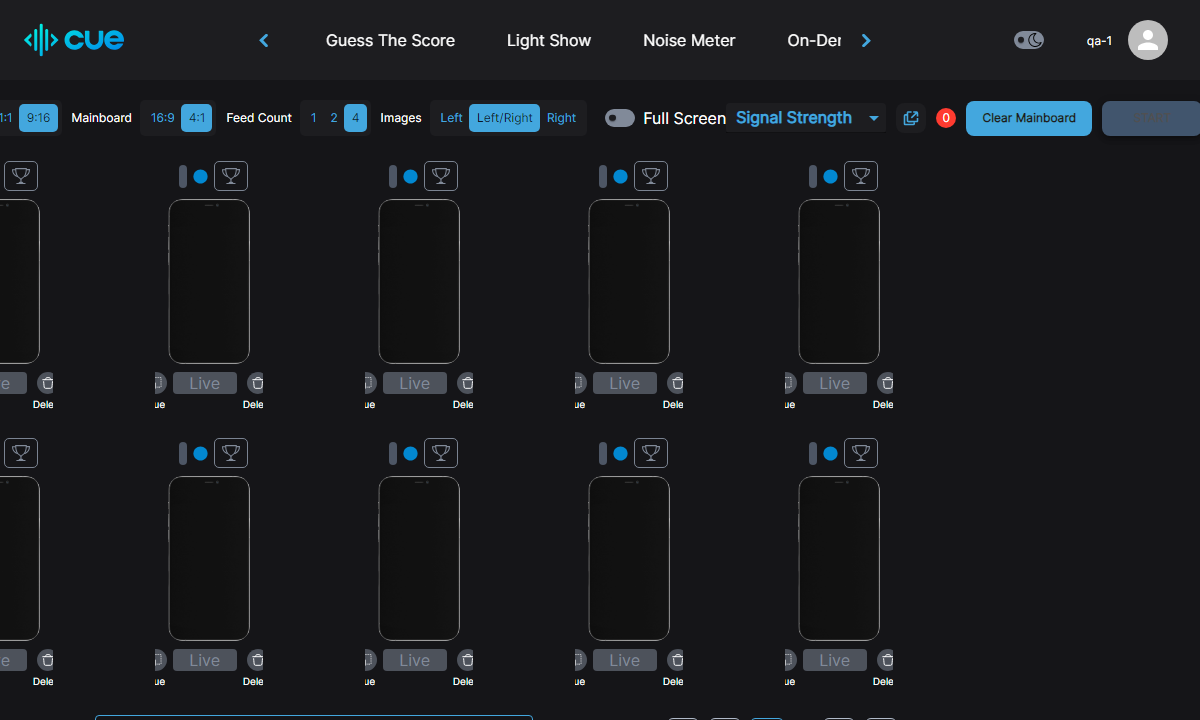 cue
Guess The Score Light Show Noise Meter On-Der
qa-1
1:1 9:16 Mainboard 16:9 4:1 Feed Count 1 2 4 Images Left Left/Right Right Full Screen Signal Strength 0 Clear Mainboard
e Live Live Live Live
Dele ue Dele ue Dele ue Dele ue Dele
e Live Live Live Live
Dele ue Dele ue Dele ue Dele ue Dele